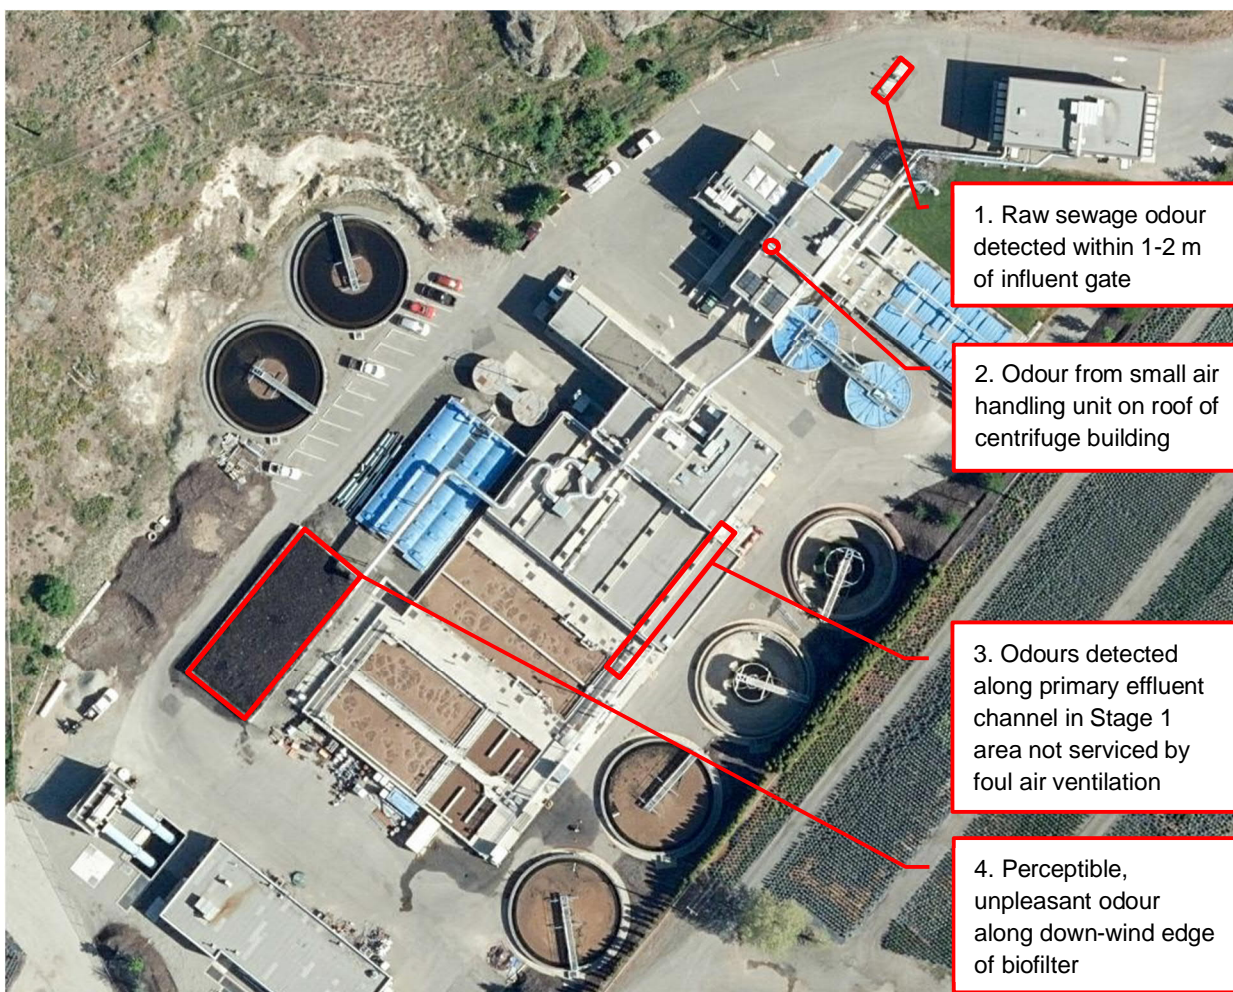 1. Raw sewage odour
detected within 1-2 m
of influent gate
2. Odour from small air
handling unit on roof of
centrifuge building
3. Odours detected
along primary effluent
channel in Stage 1
area not serviced by
foul air ventilation
4. Perceptible,
unpleasant odour
along down-wind edge
of biofilter